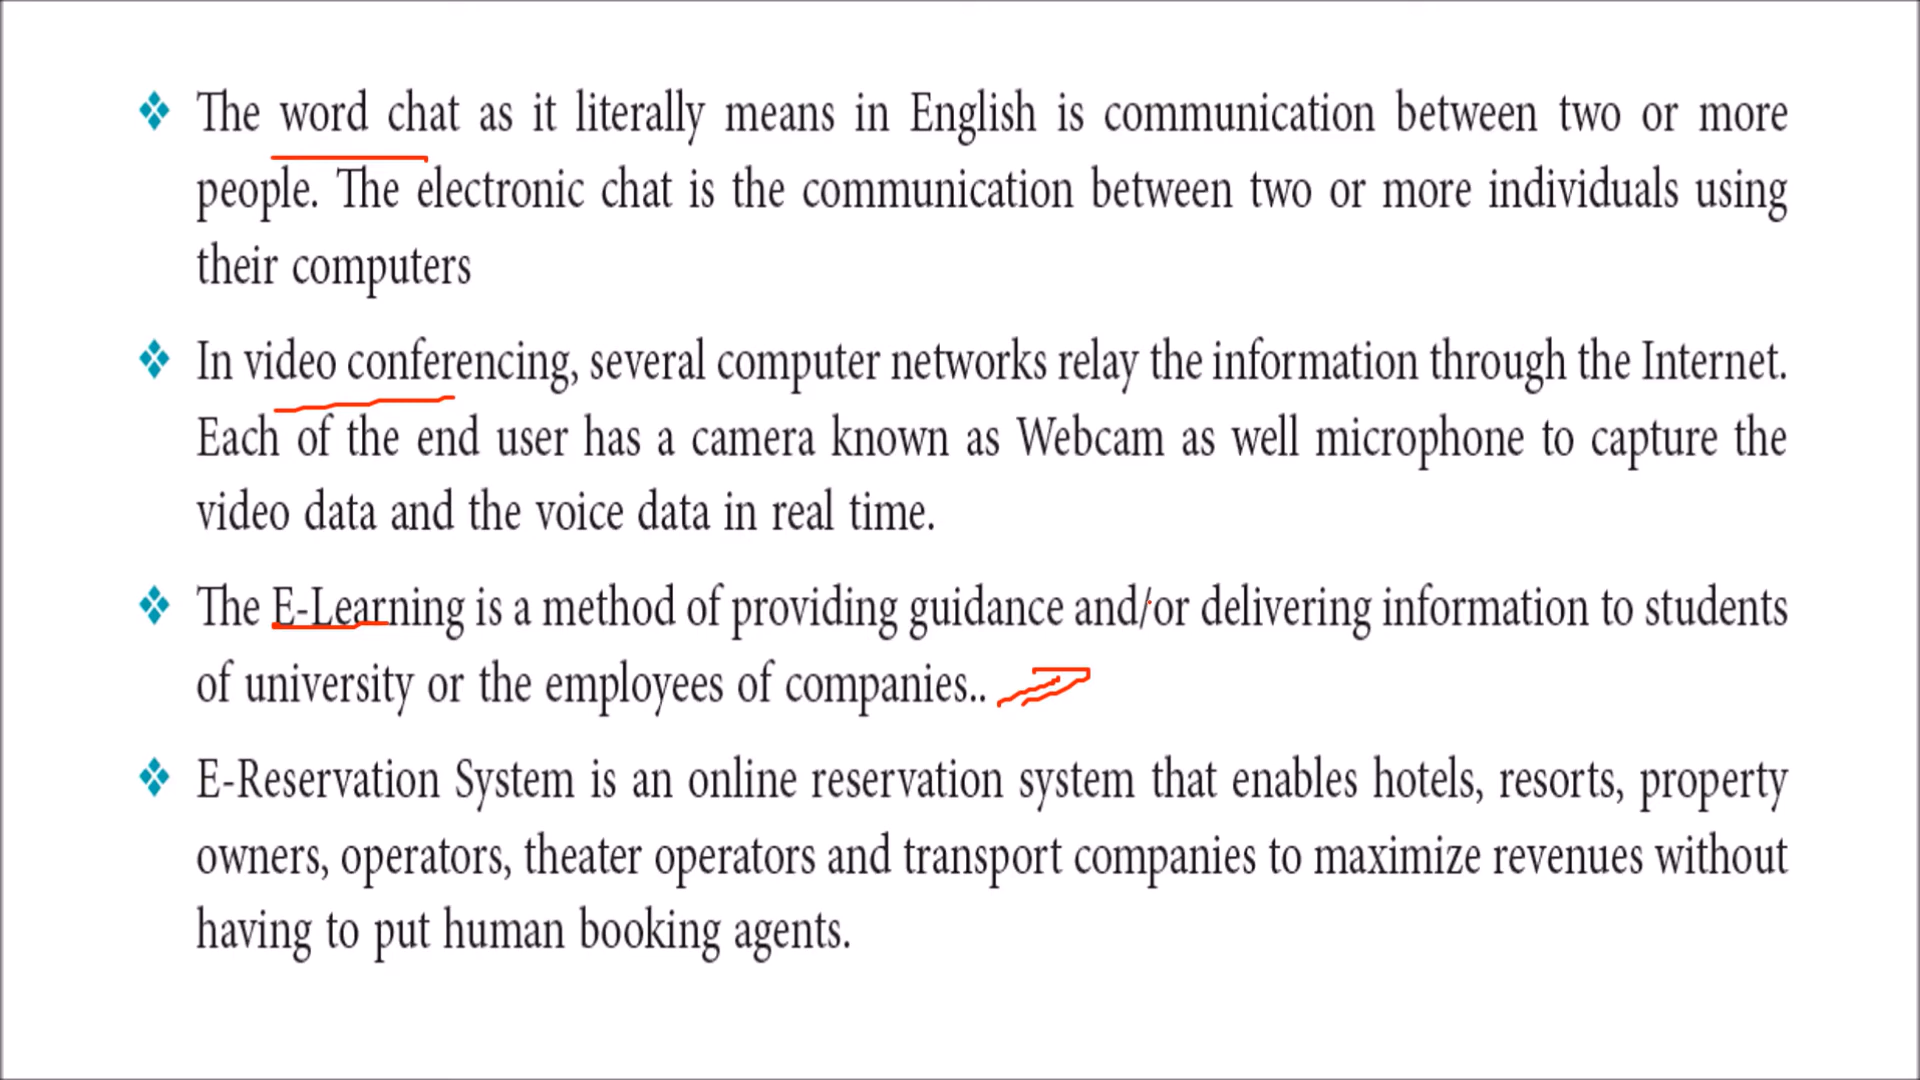 The word chat as it literally means in English is communication between two or more
people. The electronic chat is the communication between two or more individuals using
their computers
In video conferencing, several computer networks relay the information through the Internet.
Each of the end user has a camera known as Webcam as well microphone to capture the
video data and the voice data in real time.
The E-Learning is a method of providing guidance and/or delivering information to students
of university or the employees of companies..
E-Reservation System is an online reservation system that enables hotels, resorts, property
owners, operators, theater operators and transport companies to maximize revenues without
having to put human booking agents.